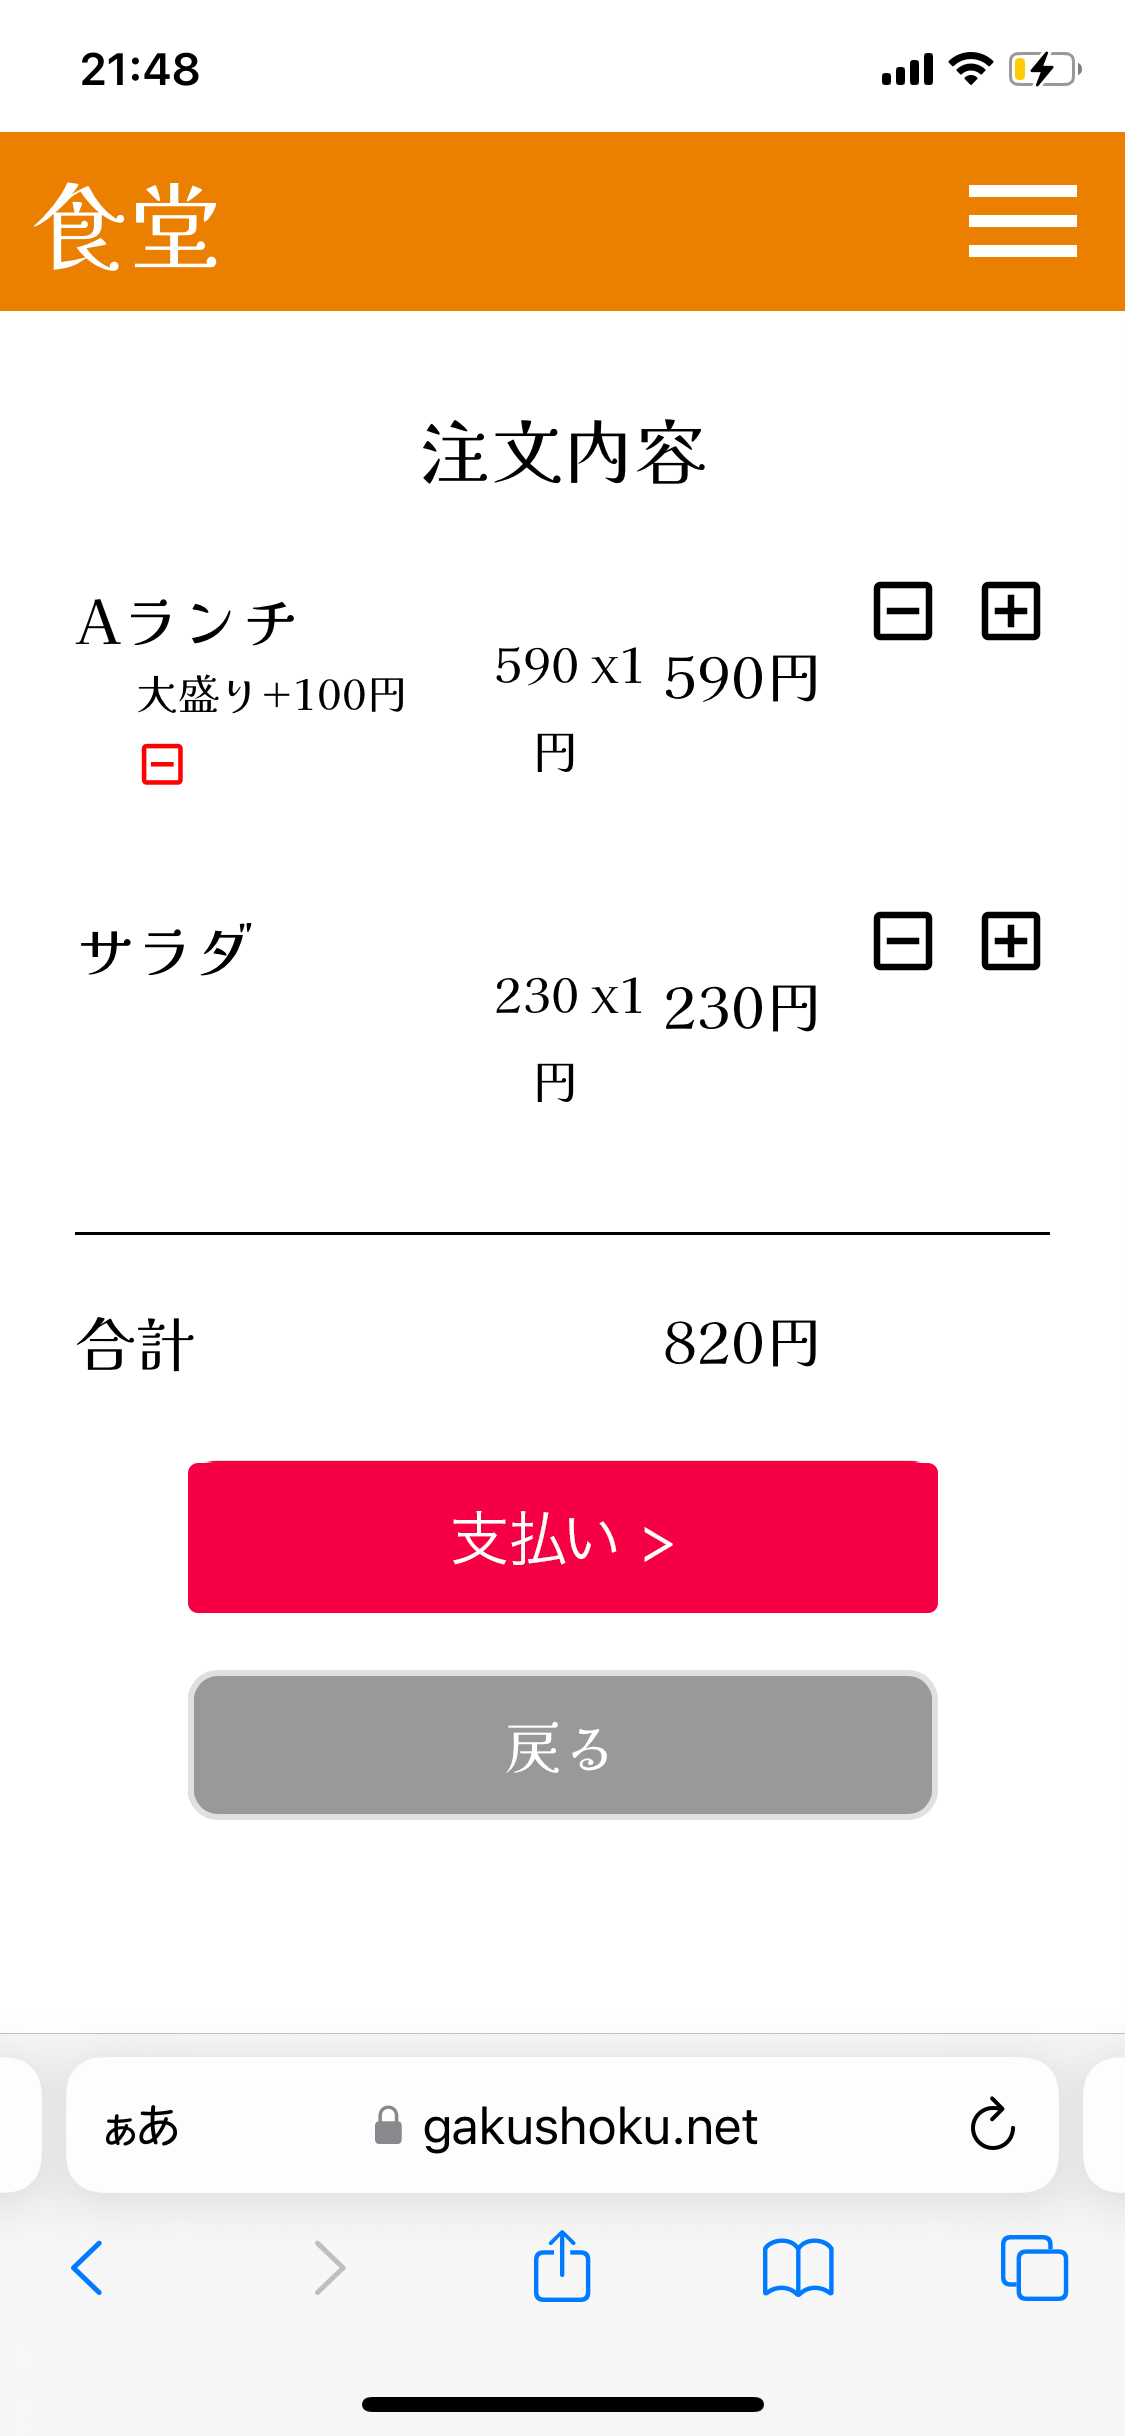 21:48
食堂
注文内容
Aランチ
大盛り+100円
590 x1 590円
円
サラダ
230 x1 230円
円
合計 820円
支払い >
戻る
ぁあ gakushoku.net